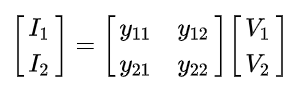 [ I₁ ] = [ y₁₁ y₁₂ ] [ V₁ ]
[ I₂ ] [ y₂₁ y₂₂ ] [ V₂ ]